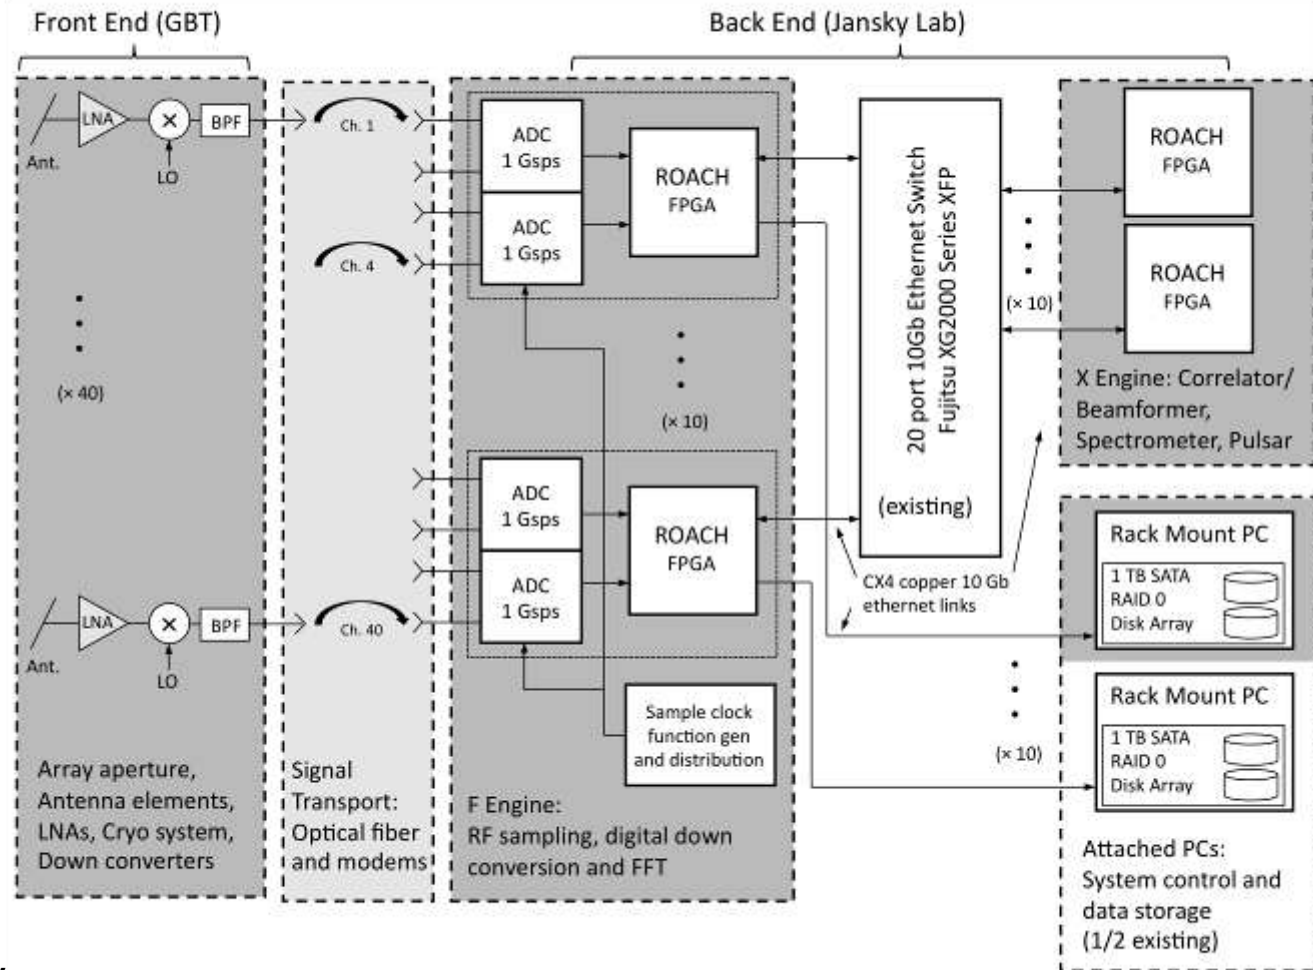 Front End (GBT)
Back End (Jansky Lab)
LNA
BPF
Ant.
LO
Ch. 1
Ch. 4
(× 40)
LNA
BPF
Ant.
LO
Ch. 40
Array aperture,
Antenna elements,
LNAs, Cryo system,
Down converters
Signal
Transport:
Optical fiber
and modems
ADC
1 Gsps
ADC
1 Gsps
ROACH
FPGA
(× 10)
ADC
1 Gsps
ADC
1 Gsps
ROACH
FPGA
Sample clock
function gen
and distribution
F Engine:
RF sampling, digital down
conversion and FFT
20 port 10Gb Ethernet Switch
Fujitsu XG2000 Series XFP
(existing)
CX4 copper 10 Gb
ethernet links
(× 10)
ROACH
FPGA
ROACH
FPGA
X Engine: Correlator/
Beamformer,
Spectrometer, Pulsar
Rack Mount PC
1 TB SATA
RAID 0
Disk Array
(× 10)
Rack Mount PC
1 TB SATA
RAID 0
Disk Array
Attached PCs:
System control and
data storage
(1/2 existing)